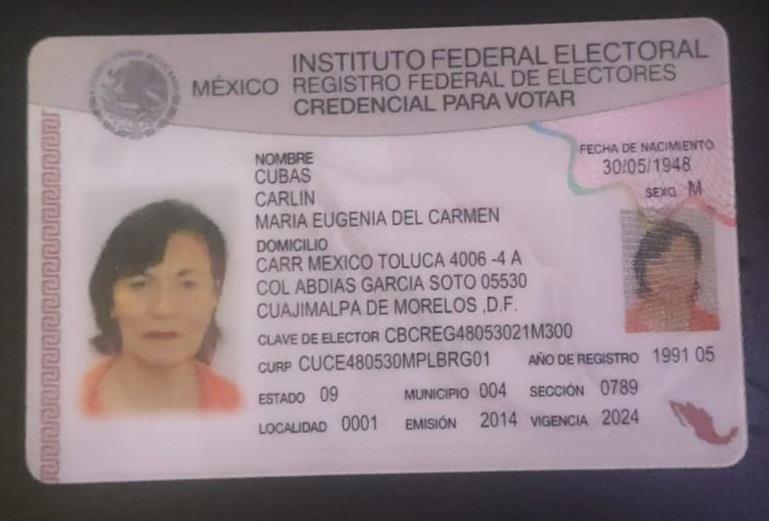 MÉXICO
INSTITUTO FEDERAL ELECTORAL
REGISTRO FEDERAL DE ELECTORES
CREDENCIAL PARA VOTAR
NOMBRE
CUBAS
CARLIN
MARIA EUGENIA DEL CARMEN
FECHA DE NACIMIENTO
30/05/1948
SEXO M
DOMICILIO
CARR MEXICO TOLUCA 4006 -4 A
COL ABDIAS GARCIA SOTO 05530
CUAJIMALPA DE MORELOS ,D.F.
CLAVE DE ELECTOR CBCREG48053021M300
CURP CUCE480530MPLBRG01 AÑO DE REGISTRO 1991 05
ESTADO 09 MUNICIPIO 004 SECCIÓN 0789
LOCALIDAD 0001 EMISIÓN 2014 VIGENCIA 2024